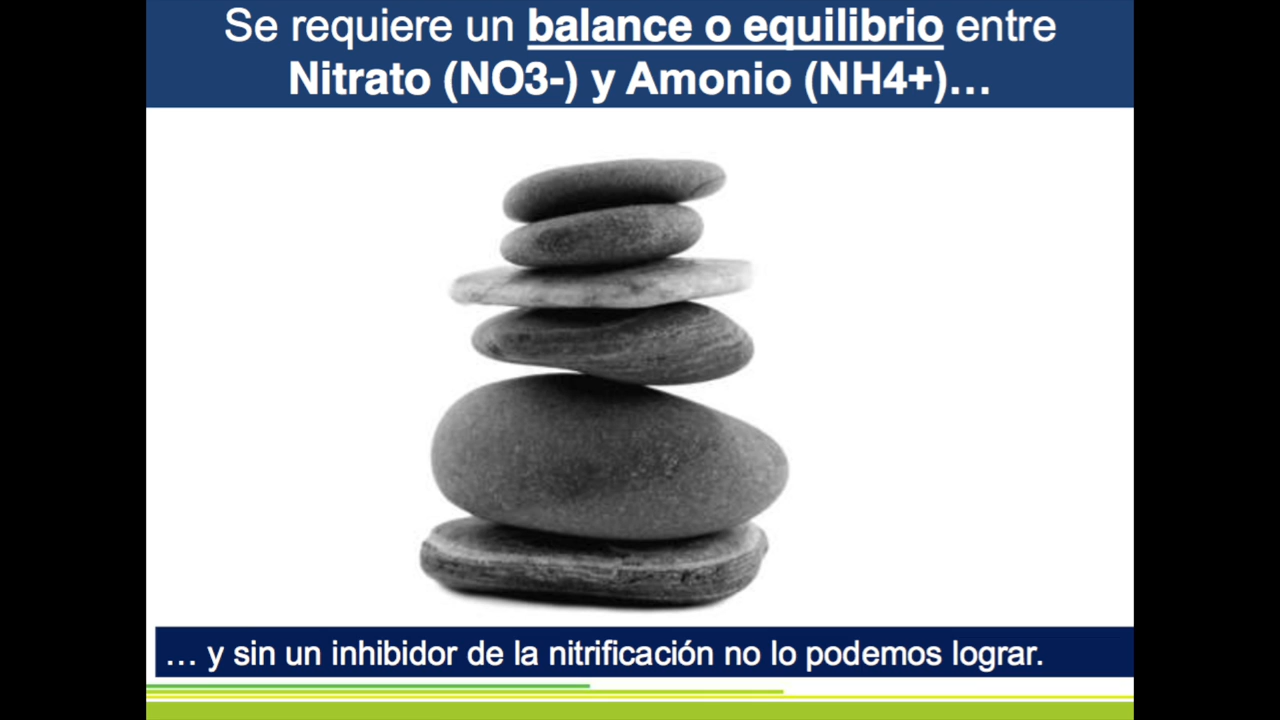 Se requiere un balance o equilibrio entre
Nitrato (NO3-) y Amonio (NH4+)…
… y sin un inhibidor de la nitrificación no lo podemos lograr.